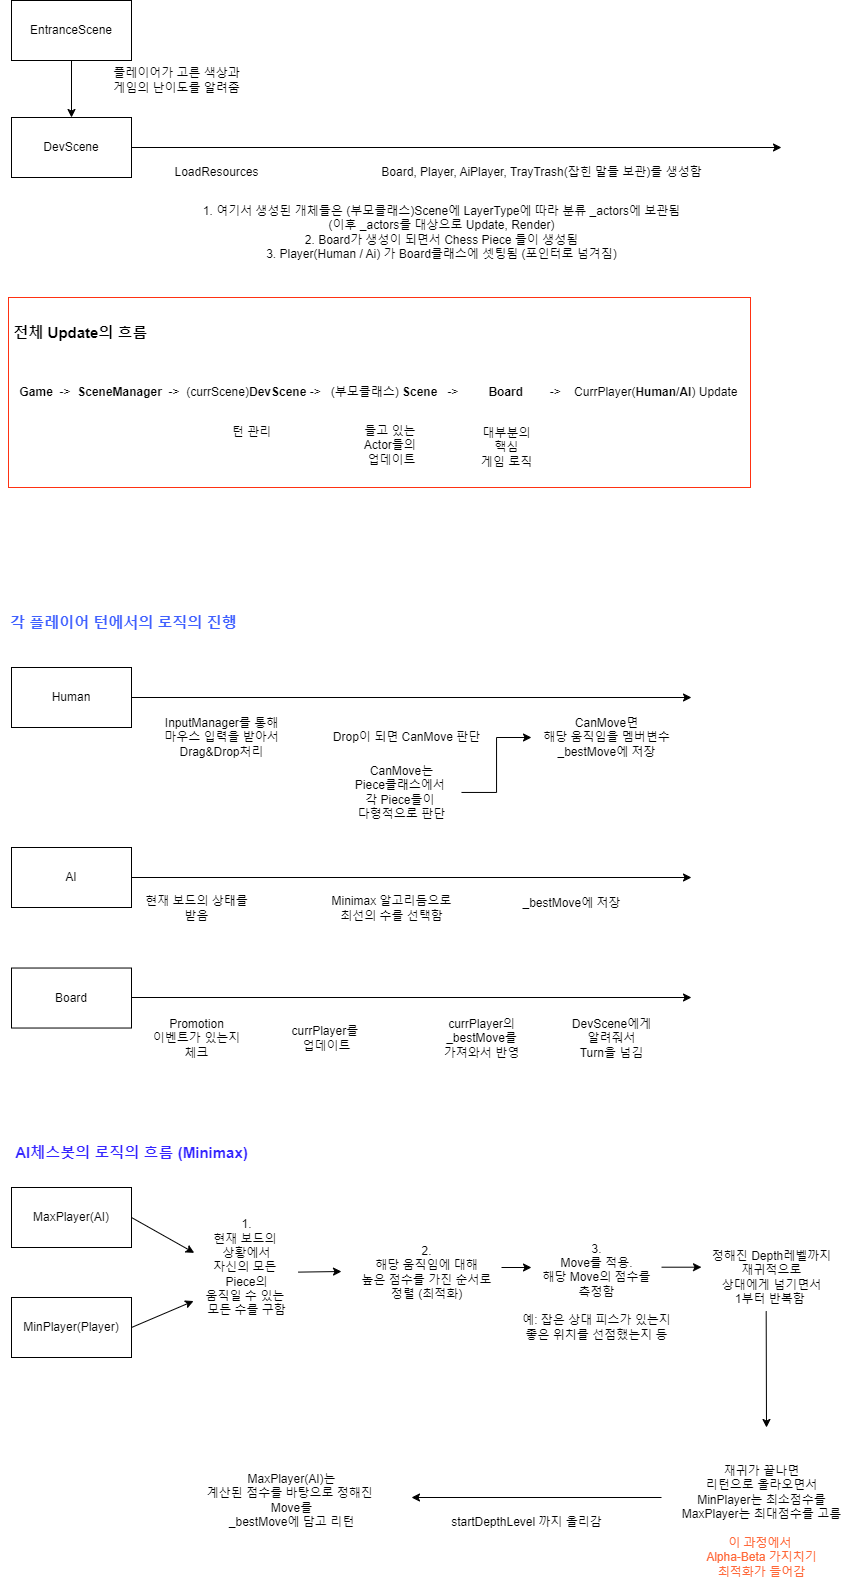 EntranceScene
플레이어가 고른 색상과
게임의 난이도를 알려줌
DevScene
LoadResources
Board, Player, AiPlayer, TrayTrash(잡힌 말들 보관)를 생성함
1. 여기서 생성된 개체들은 (부모클래스)Scene에 LayerType에 따라 분류 _actors에 보관됨
(이후 _actors를 대상으로 Update, Render)
2. Board가 생성이 되면서 Chess Piece 들이 생성됨
3. Player(Human / Ai) 가 Board클래스에 셋팅됨 (포인터로 넘겨짐)
전체 Update의 흐름
Game -> SceneManager -> (currScene)DevScene -> (부모클래스) Scene -> Board -> CurrPlayer(Human/AI) Update
턴 관리
들고 있는
Actor들의
업데이트
대부분의
핵심
게임 로직
각 플레이어 턴에서의 로직의 진행
Human
InputManager를 통해
마우스 입력을 받아서
Drag&Drop처리
Drop이 되면 CanMove 판단
CanMove는
Piece클래스에서
각 Piece들이
다형적으로 판단
CanMove면
해당 움직임을 멤버변수
_bestMove에 저장
AI
현재 보드의 상태를
받음
Minimax 알고리듬으로
최선의 수를 선택함
_bestMove에 저장
Board
Promotion
이벤트가 있는지
체크
currPlayer를
업데이트
currPlayer의
_bestMove를
가져와서 반영
DevScene에게
알려줘서
Turn을 넘김
AI체스봇의 로직의 흐름 (Minimax)
MaxPlayer(AI)
MinPlayer(Player)
1.
현재 보드의
상황에서
자신의 모든
Piece의
움직일 수 있는
모든 수를 구함
2.
해당 움직임에 대해
높은 점수를 가진 순서로
정렬 (최적화)
3.
Move를 적용.
해당 Move의 점수를
측정함
예: 잡은 상대 피스가 있는지
좋은 위치를 선점했는지 등
정해진 Depth레벨까지
재귀적으로
상대에게 넘기면서
1부터 반복함
재귀가 끝나면
리턴으로 올라오면서
MinPlayer는 최소점수를
MaxPlayer는 최대점수를 고름
이 과정에서
Alpha-Beta 가지치기
최적화가 들어감
startDepthLevel 까지 올리감
MaxPlayer(AI)는
계산된 점수를 바탕으로 정해진
Move를
_bestMove에 담고 리턴